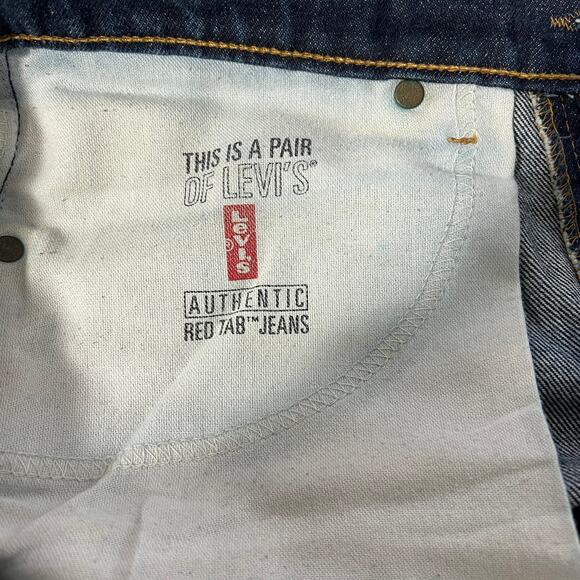 THIS IS A PAIR
OF LEVI'S®
Levi's ®
AUTHENTIC
RED TAB™ JEANS